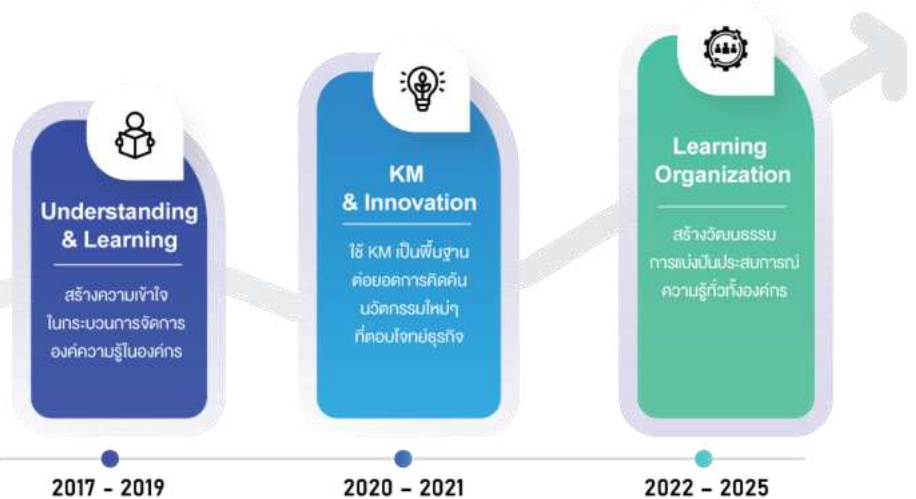 Understanding
& Learning
สร้างความเข้าใจ
ในกระบวนการจัดการ
องค์ความรู้ในองค์กร
2017 - 2019
KM
& Innovation
ใช้ KM เป็นพื้นฐาน
ต่อยอดการคิดค้น
นวัตกรรมใหม่ๆ
ที่ตอบโจทย์ธุรกิจ
2020 - 2021
Learning
Organization
สร้างวัฒนธรรม
การแบ่งปันประสบการณ์
ความรู้ทั่วทั้งองค์กร
2022 - 2025